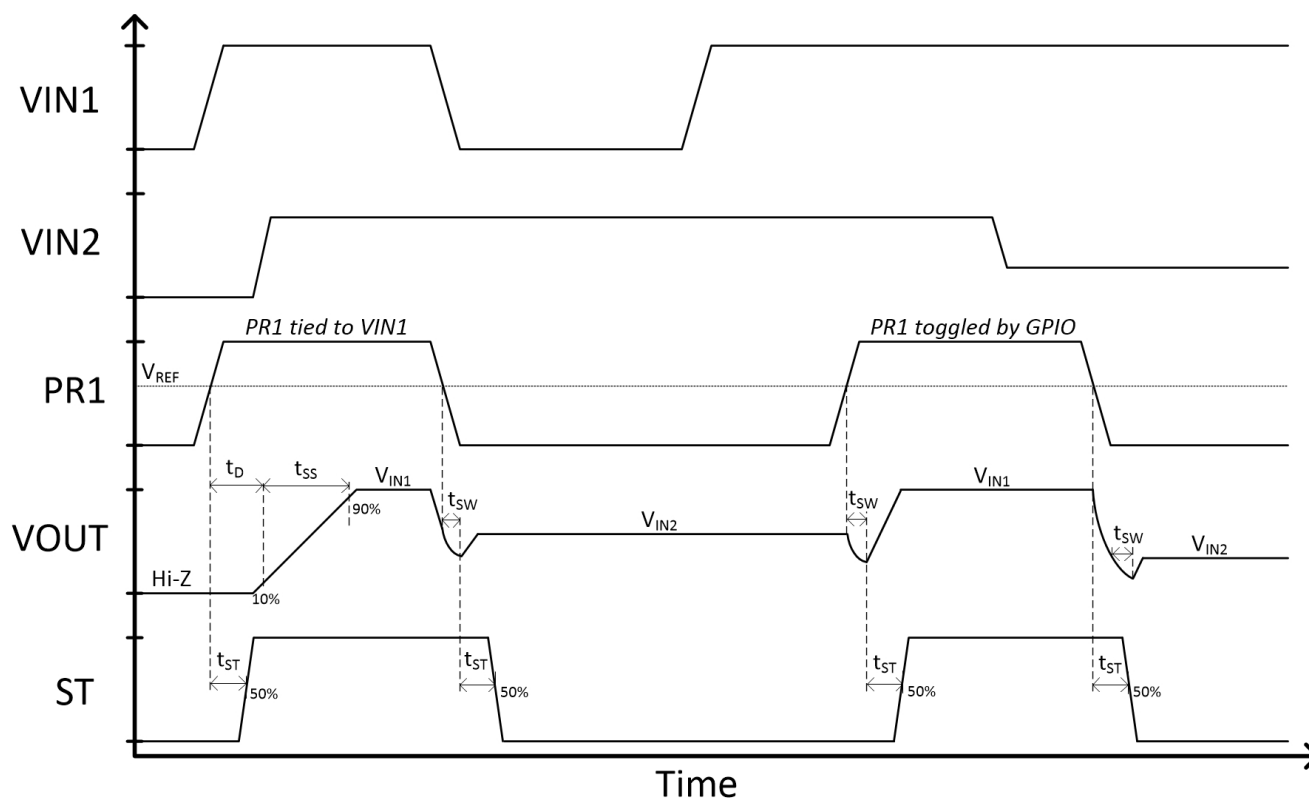 VIN1
VIN2
PR1 tied to VIN1
PR1 toggled by GPIO
VREF
PR1
tD
tSS
VIN1
VIN1
90%
tSW
tSW
VIN2
tSW
VIN2
VOUT
Hi-Z
10%
tST
tST
tST
tST
ST
50%
50%
50%
50%
Time